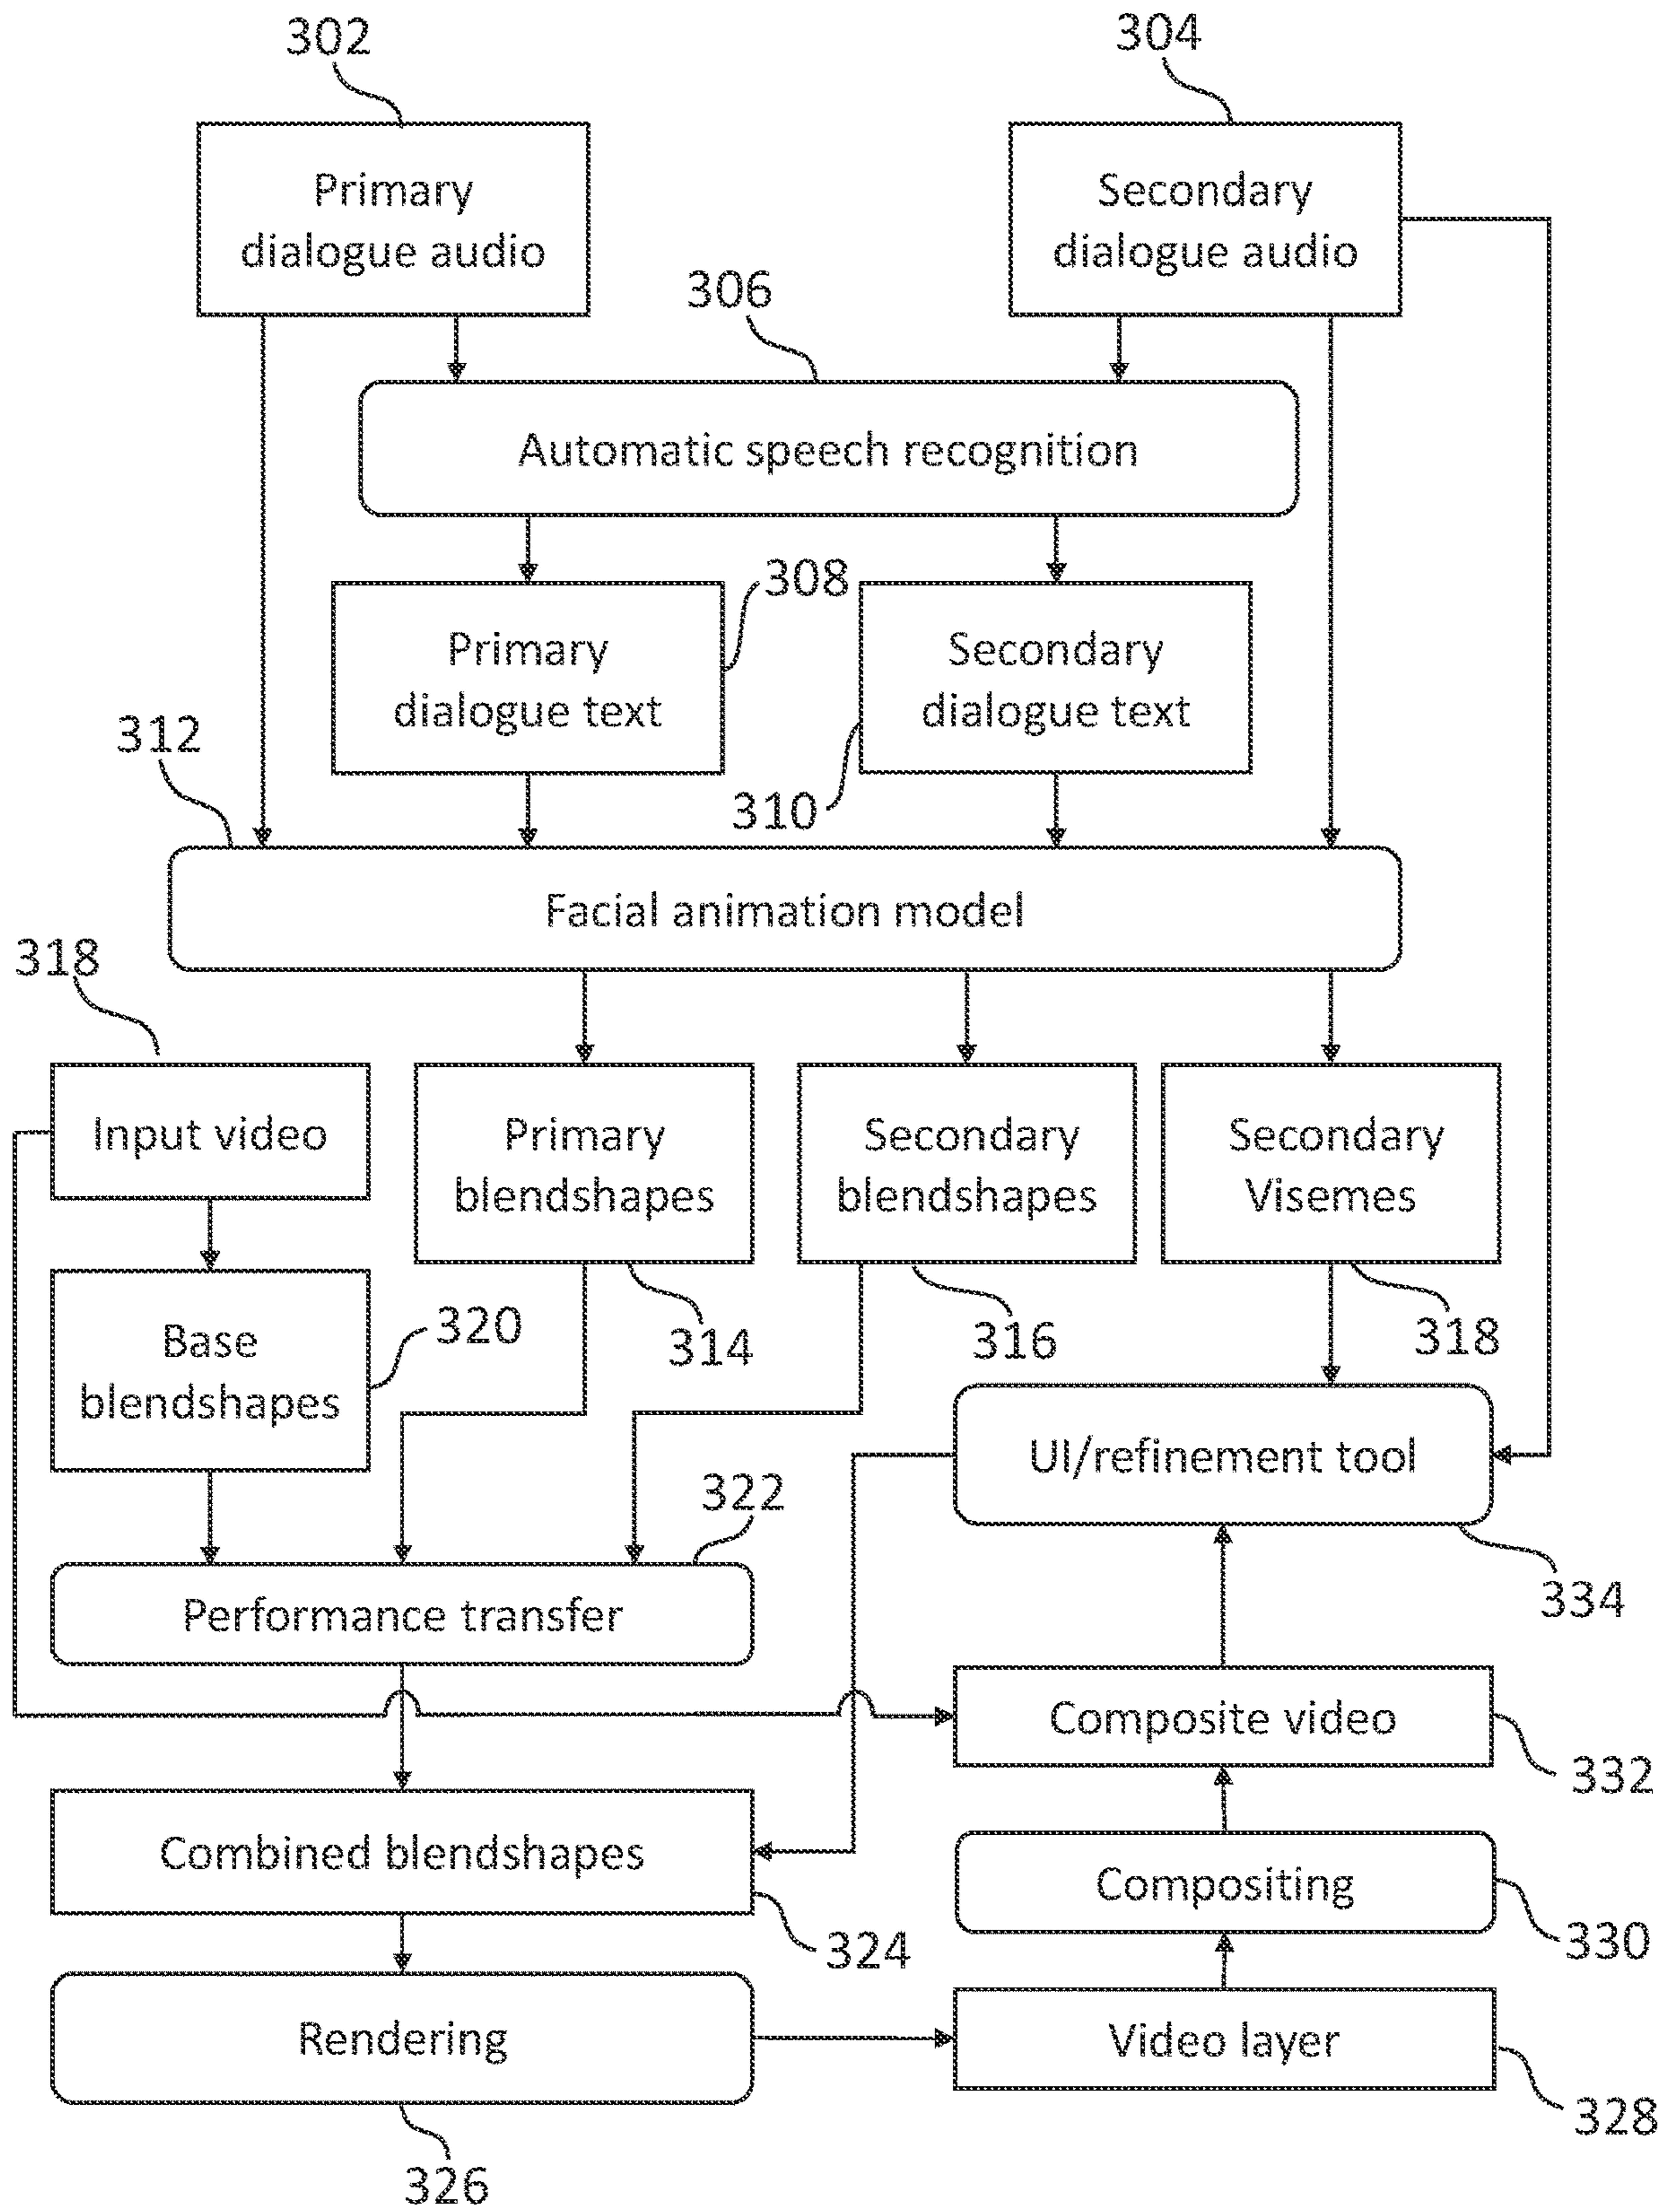 302
304
Primary
dialogue audio
Secondary
dialogue audio
306
Automatic speech recognition
308
Primary
dialogue text
Secondary
dialogue text
312
310
Facial animation model
318
Input video
Primary
blendshapes
Secondary
blendshapes
Secondary
Visemes
320
314
316
318
Base
blendshapes
UI/refinement tool
322
334
Performance transfer
Composite video
332
Combined blendshapes
Compositing
324
330
Rendering
Video layer
328
326